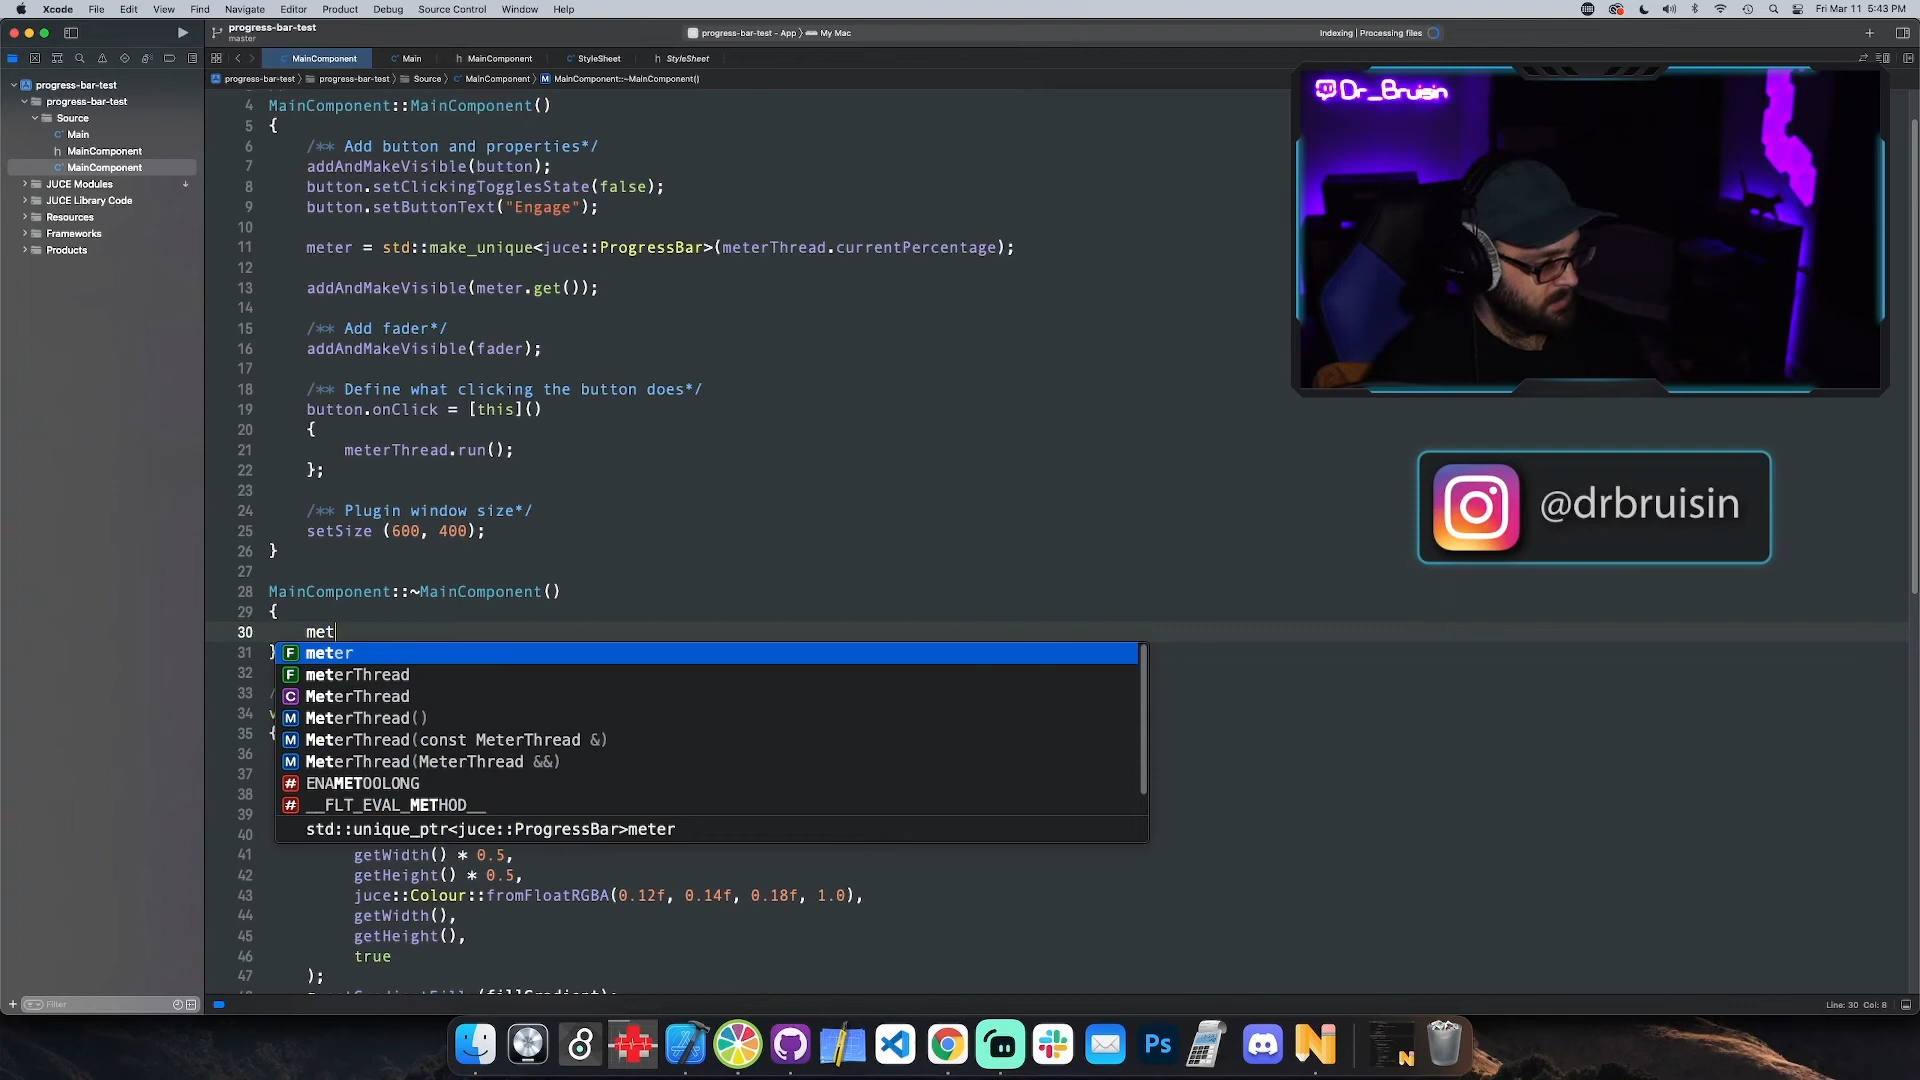 Xcode File Edit View Find Navigate Editor Product Debug Source Control Window Help
Fri Mar 11 5:43 PM
progress-bar-test
master
progress-bar-test - App > My Mac
Indexing | Processing files
MainComponent Main MainComponent StyleSheet StyleSheet
progress-bar-test > progress-bar-test > Source > MainComponent > MainComponent::~MainComponent()
progress-bar-test
progress-bar-test
Source
Main
MainComponent
MainComponent
JUCE Modules
JUCE Library Code
Resources
Frameworks
Products
Filter
4 MainComponent::MainComponent()
5 {
6 /** Add button and properties*/
7 addAndMakeVisible(button);
8 button.setClickingTogglesState(false);
9 button.setButtonText("Engage");
10
11 meter = std::make_unique<juce::ProgressBar>(meterThread.currentPercentage);
12
13 addAndMakeVisible(meter.get());
14
15 /** Add fader*/
16 addAndMakeVisible(fader);
17
18 /** Define what clicking the button does*/
19 button.onClick = [this]()
20 {
21 meterThread.run();
22 };
23
24 /** Plugin window size*/
25 setSize (600, 400);
26 }
27
28 MainComponent::~MainComponent()
29 {
30 met
31 }
32
33 /
34 v
35 {
36
37
38
39
40
41 getWidth() * 0.5,
42 getHeight() * 0.5,
43 juce::Colour::fromFloatRGBA(0.12f, 0.14f, 0.18f, 1.0),
44 getWidth(),
45 getHeight(),
46 true
47 );
F meter
F meterThread
C MeterThread
M MeterThread()
M MeterThread(const MeterThread &)
M MeterThread(MeterThread &&)
# ENAMETOOLONG
# __FLT_EVAL_METHOD__
std::unique_ptr<juce::ProgressBar>meter
Dr_Bruisin
@drbruisin
Line: 30 Col: 8
Ps